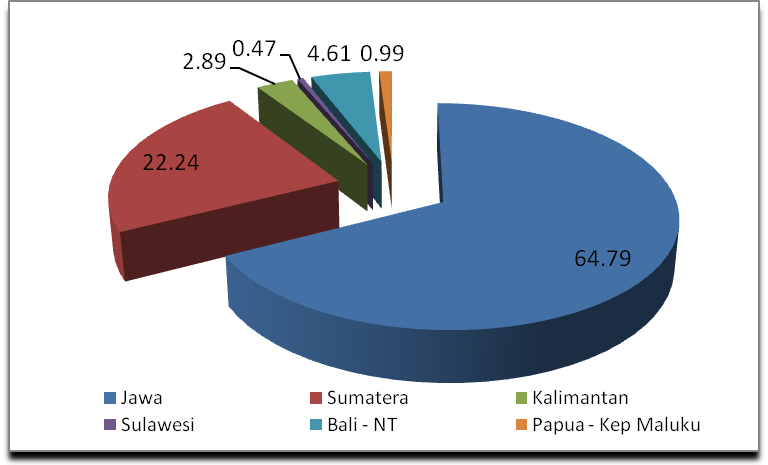 0.47 4.61 0.99
2.89
22.24
64.79
Jawa Sumatera Kalimantan
Sulawesi Bali - NT Papua - Kep Maluku